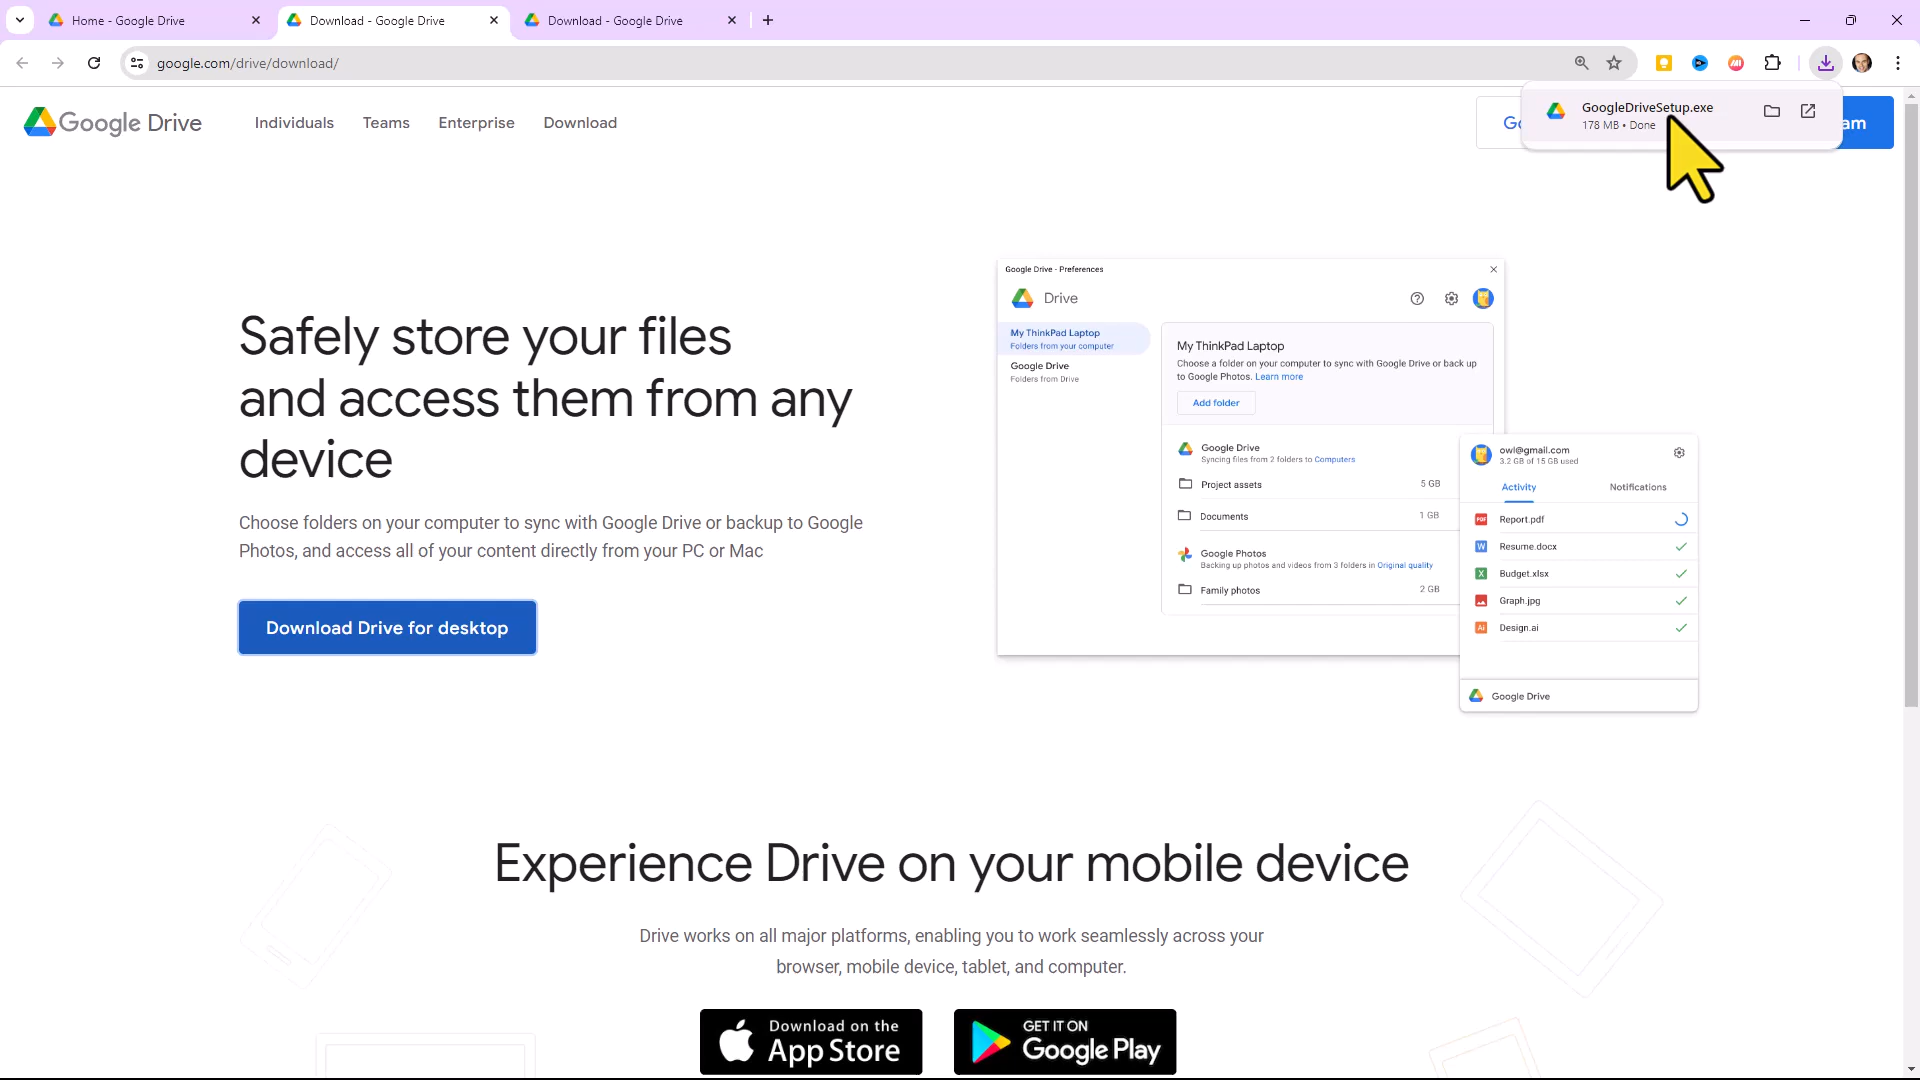 Home - Google Drive
Download - Google Drive
Download - Google Drive
google.com/drive/download/
Google Drive
Individuals
Teams
Enterprise
Download
GoogleDriveSetup.exe
178 MB • Done
am
Safely store your files
and access them from any
device
Choose folders on your computer to sync with Google Drive or backup to Google
Photos, and access all of your content directly from your PC or Mac
Download Drive for desktop
Google Drive - Preferences
Drive
My ThinkPad Laptop
Folders from your computer
Google Drive
Folders from Drive
My ThinkPad Laptop
Choose a folder on your computer to sync with Google Drive or back up
to Google Photos. Learn more
Add folder
Google Drive
Syncing files from 2 folders to Computers
Project assets 5 GB
Documents 1 GB
Google Photos
Backing up photos and videos from 3 folders in Original quality
Family photos 2 GB
owl@gmail.com
3.2 GB of 15 GB used
Activity
Notifications
PDF Report.pdf
W Resume.docx
X Budget.xlsx
Graph.jpg
Ai Design.ai
Google Drive
Experience Drive on your mobile device
Drive works on all major platforms, enabling you to work seamlessly across your
browser, mobile device, tablet, and computer.
Download on the
App Store
GET IT ON
Google Play